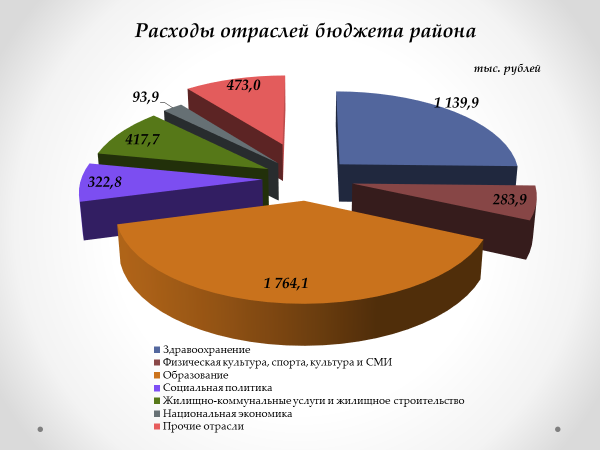 Расходы отраслей бюджета района
тыс. рублей
473,0
93,9
1 139,9
417,7
322,8
283,9
1 764,1
Здравоохранение
Физическая культура, спорта, культура и СМИ
Образование
Социальная политика
Жилищно-коммунальные услуги и жилищное строительство
Национальная экономика
Прочие отрасли